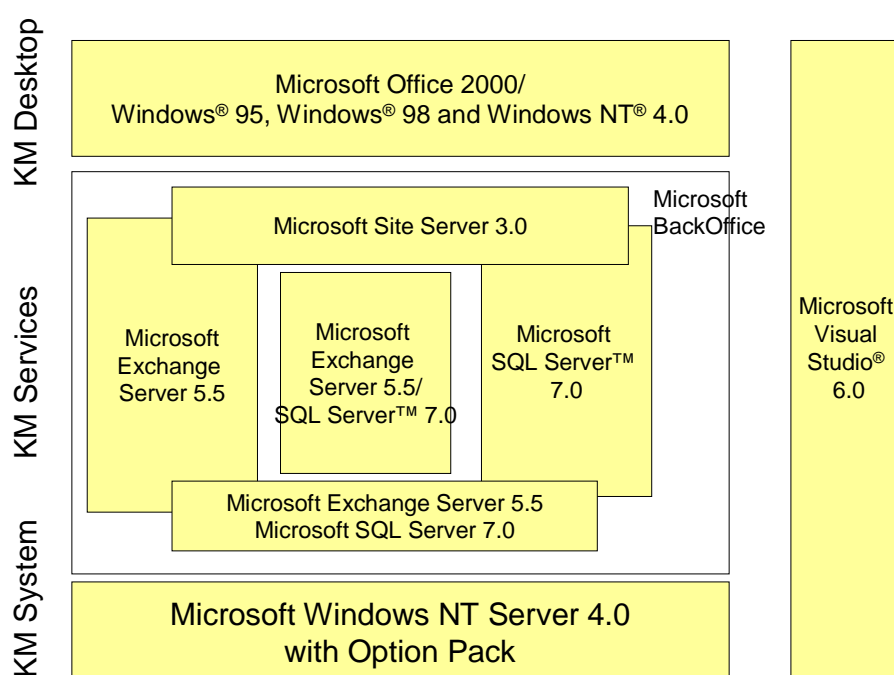 KM Desktop
Microsoft Office 2000/
Windows® 95, Windows® 98 and Windows NT® 4.0
KM Services
Microsoft
BackOffice
Microsoft Site Server 3.0
Microsoft
Exchange
Server 5.5
Microsoft
Exchange
Server 5.5/
SQL Server™ 7.0
Microsoft
SQL Server™
7.0
Microsoft Exchange Server 5.5
Microsoft SQL Server 7.0
KM System
Microsoft Windows NT Server 4.0
with Option Pack
Microsoft
Visual
Studio®
6.0